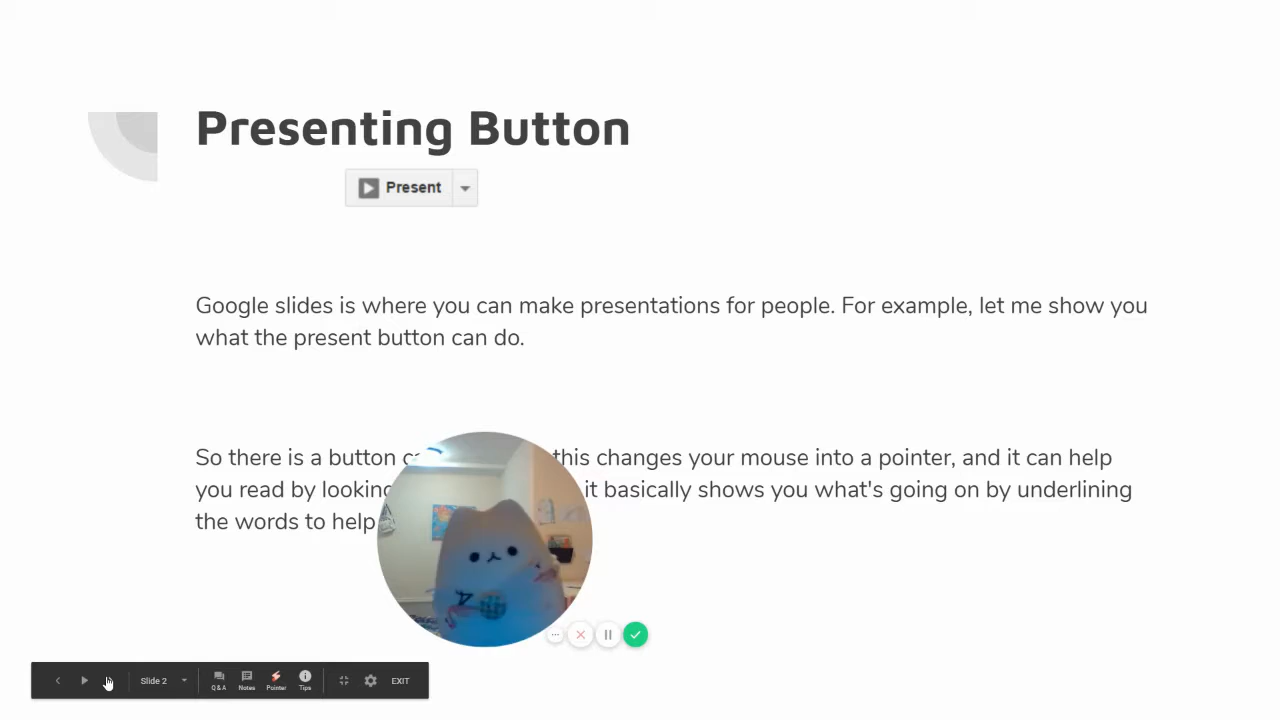 Presenting Button
Present
Google slides is where you can make presentations for people. For example, let me show you
what the present button can do.
So there is a button this changes your mouse into a pointer, and it can help
you read by looking it basically shows you what's going on by underlining
the words to help
Slide 2
Q & A
Notes
Pointer
Tips
EXIT